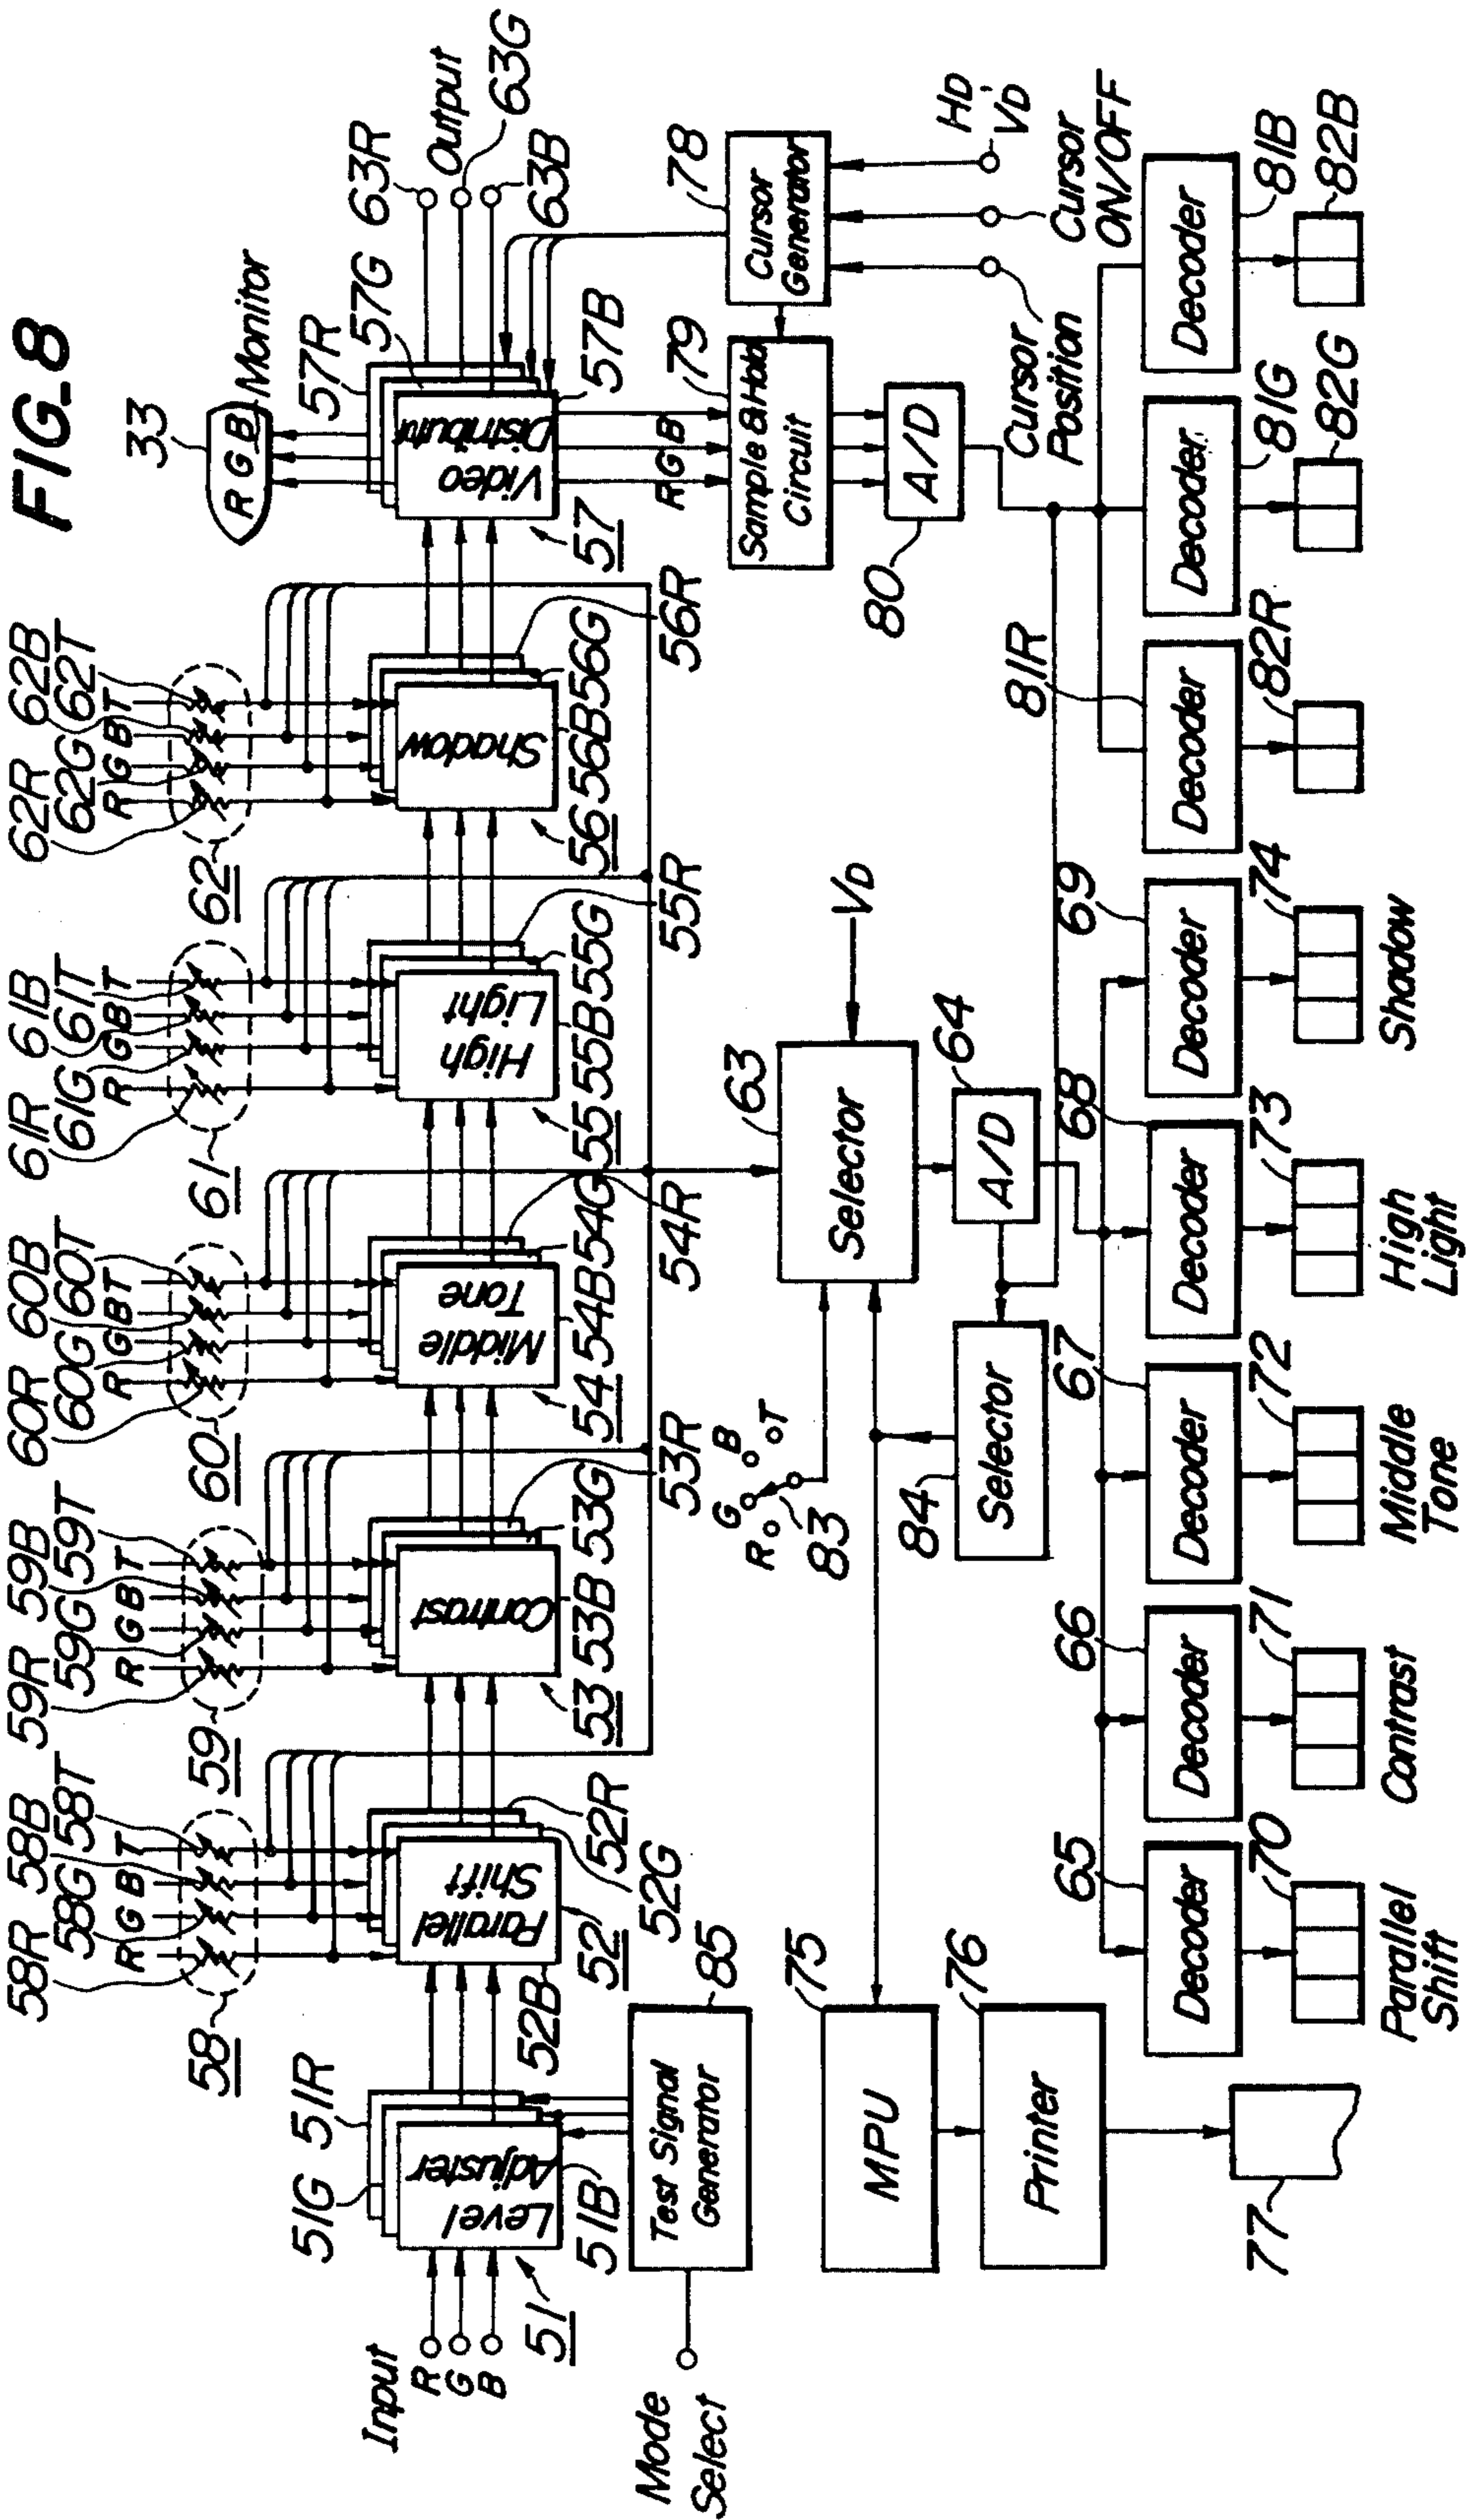 FIG_8
58R 58B
58G 58T
R G B T
58
59R 59B
59G 59T
R G B T
59
60R 60B
60G 60T
R G B T
60
61R 61B
61G 61T
R G B T
61
62R 62B
62G 62T
R G B T
62
33
R G B
Monitor
Input
R
G
B
51G 51R
Level
Adjuster
51
51B
Parallel
Shift
52B
52
52R
52G
Contrast
53 53B 53G
53R
Middle
Tone
54 54B 54G
54R
High
Light
55 55B 55G
55R
Shadow
56 56B 56G
56R
57R
57G
Video
Distributr
57
57B
63R
Output
63G
63B
Mode
Select
Test Signal
Generator
85
MPU
75
Printer
76
77
R G B T
83
Selector
84
Selector
63
VD
A/D
64
R G B
Sample & Hold
Circuit
79
Cursor
Generator
78
A/D
80
Cursor
Position
Cursor
ON/OFF
HD
VD
Decoder
65
70
Parallel
Shift
Decoder
66
71
Contrast
Decoder
67
72
Middle
Tone
Decoder
68
73
High
Light
Decoder
69
74
Shadow
Decoder
81R
82R
Decoder
81G
82G
Decoder
81B
82B